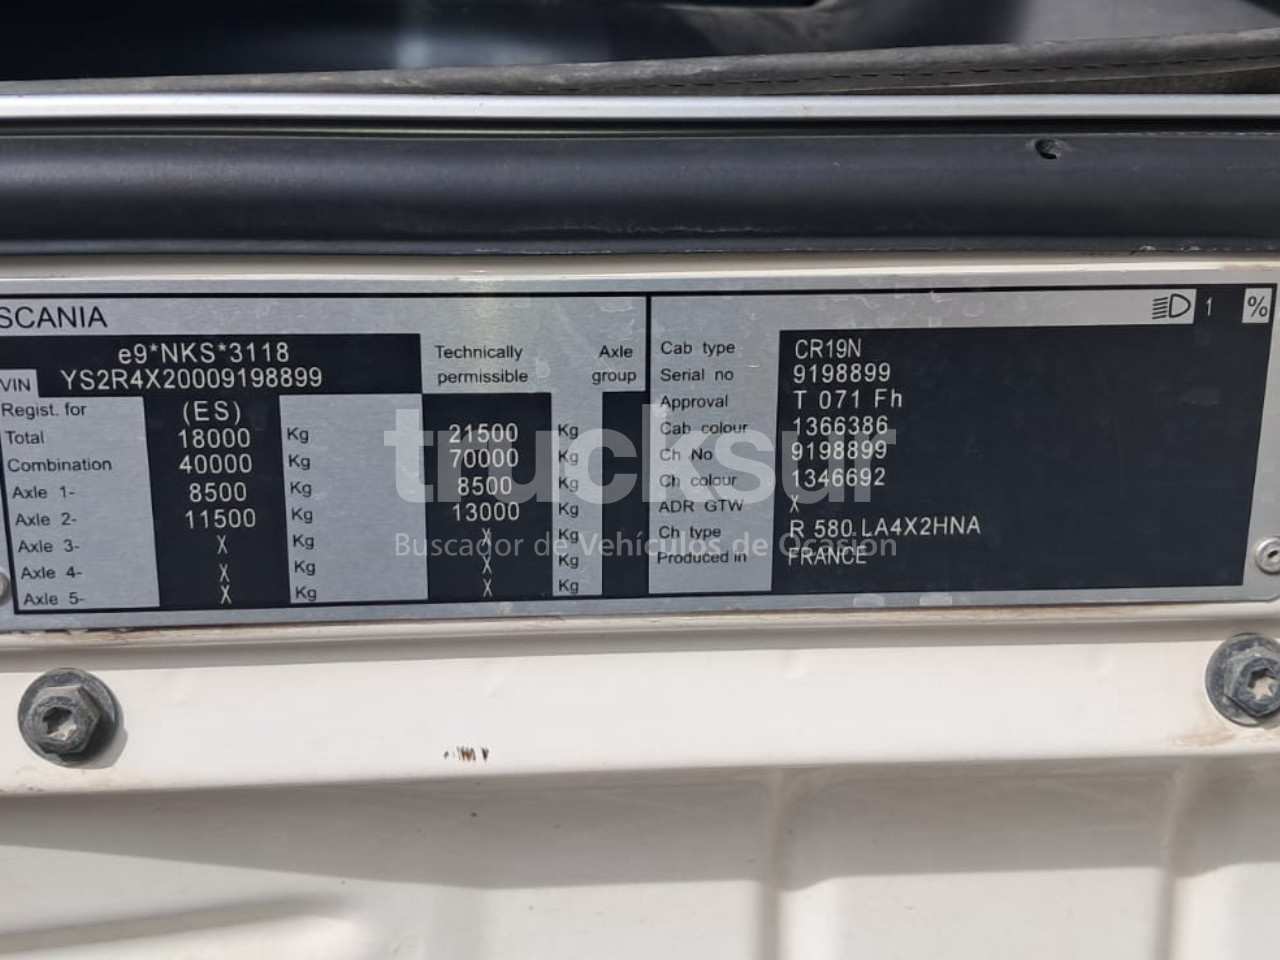 SCANIA
e9*NKS*3118
VIN YS2R4X20009198899
Technically permissible
Axle group
Regist. for (ES)
Total 18000 Kg 21500 Kg
Combination 40000 Kg 70000 Kg
Axle 1- 8500 Kg 8500 Kg
Axle 2- 11500 Kg 13000 Kg
Axle 3- X Kg X Kg
Axle 4- X Kg X Kg
Axle 5- X Kg X Kg
1 %
Cab type CR19N
Serial no 9198899
Approval T 071 Fh
Cab colour 1366386
Ch No 9198899
Ch colour 1346692
ADR GTW X
Ch type R 580 LA4X2HNA
Produced in FRANCE
trucksur
Buscador de Vehículos de Ocasión